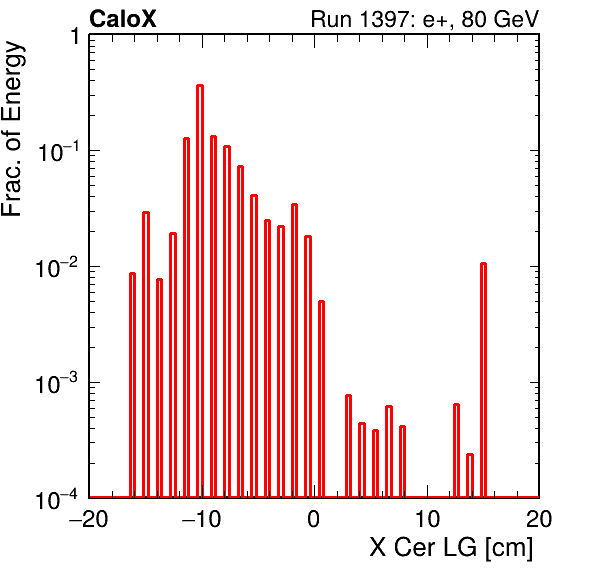 CaloX Run 1397: e+, 80 GeV
Frac. of Energy
1
10⁻¹
10⁻²
10⁻³
10⁻⁴
−20 −10 0 10 20
X Cer LG [cm]